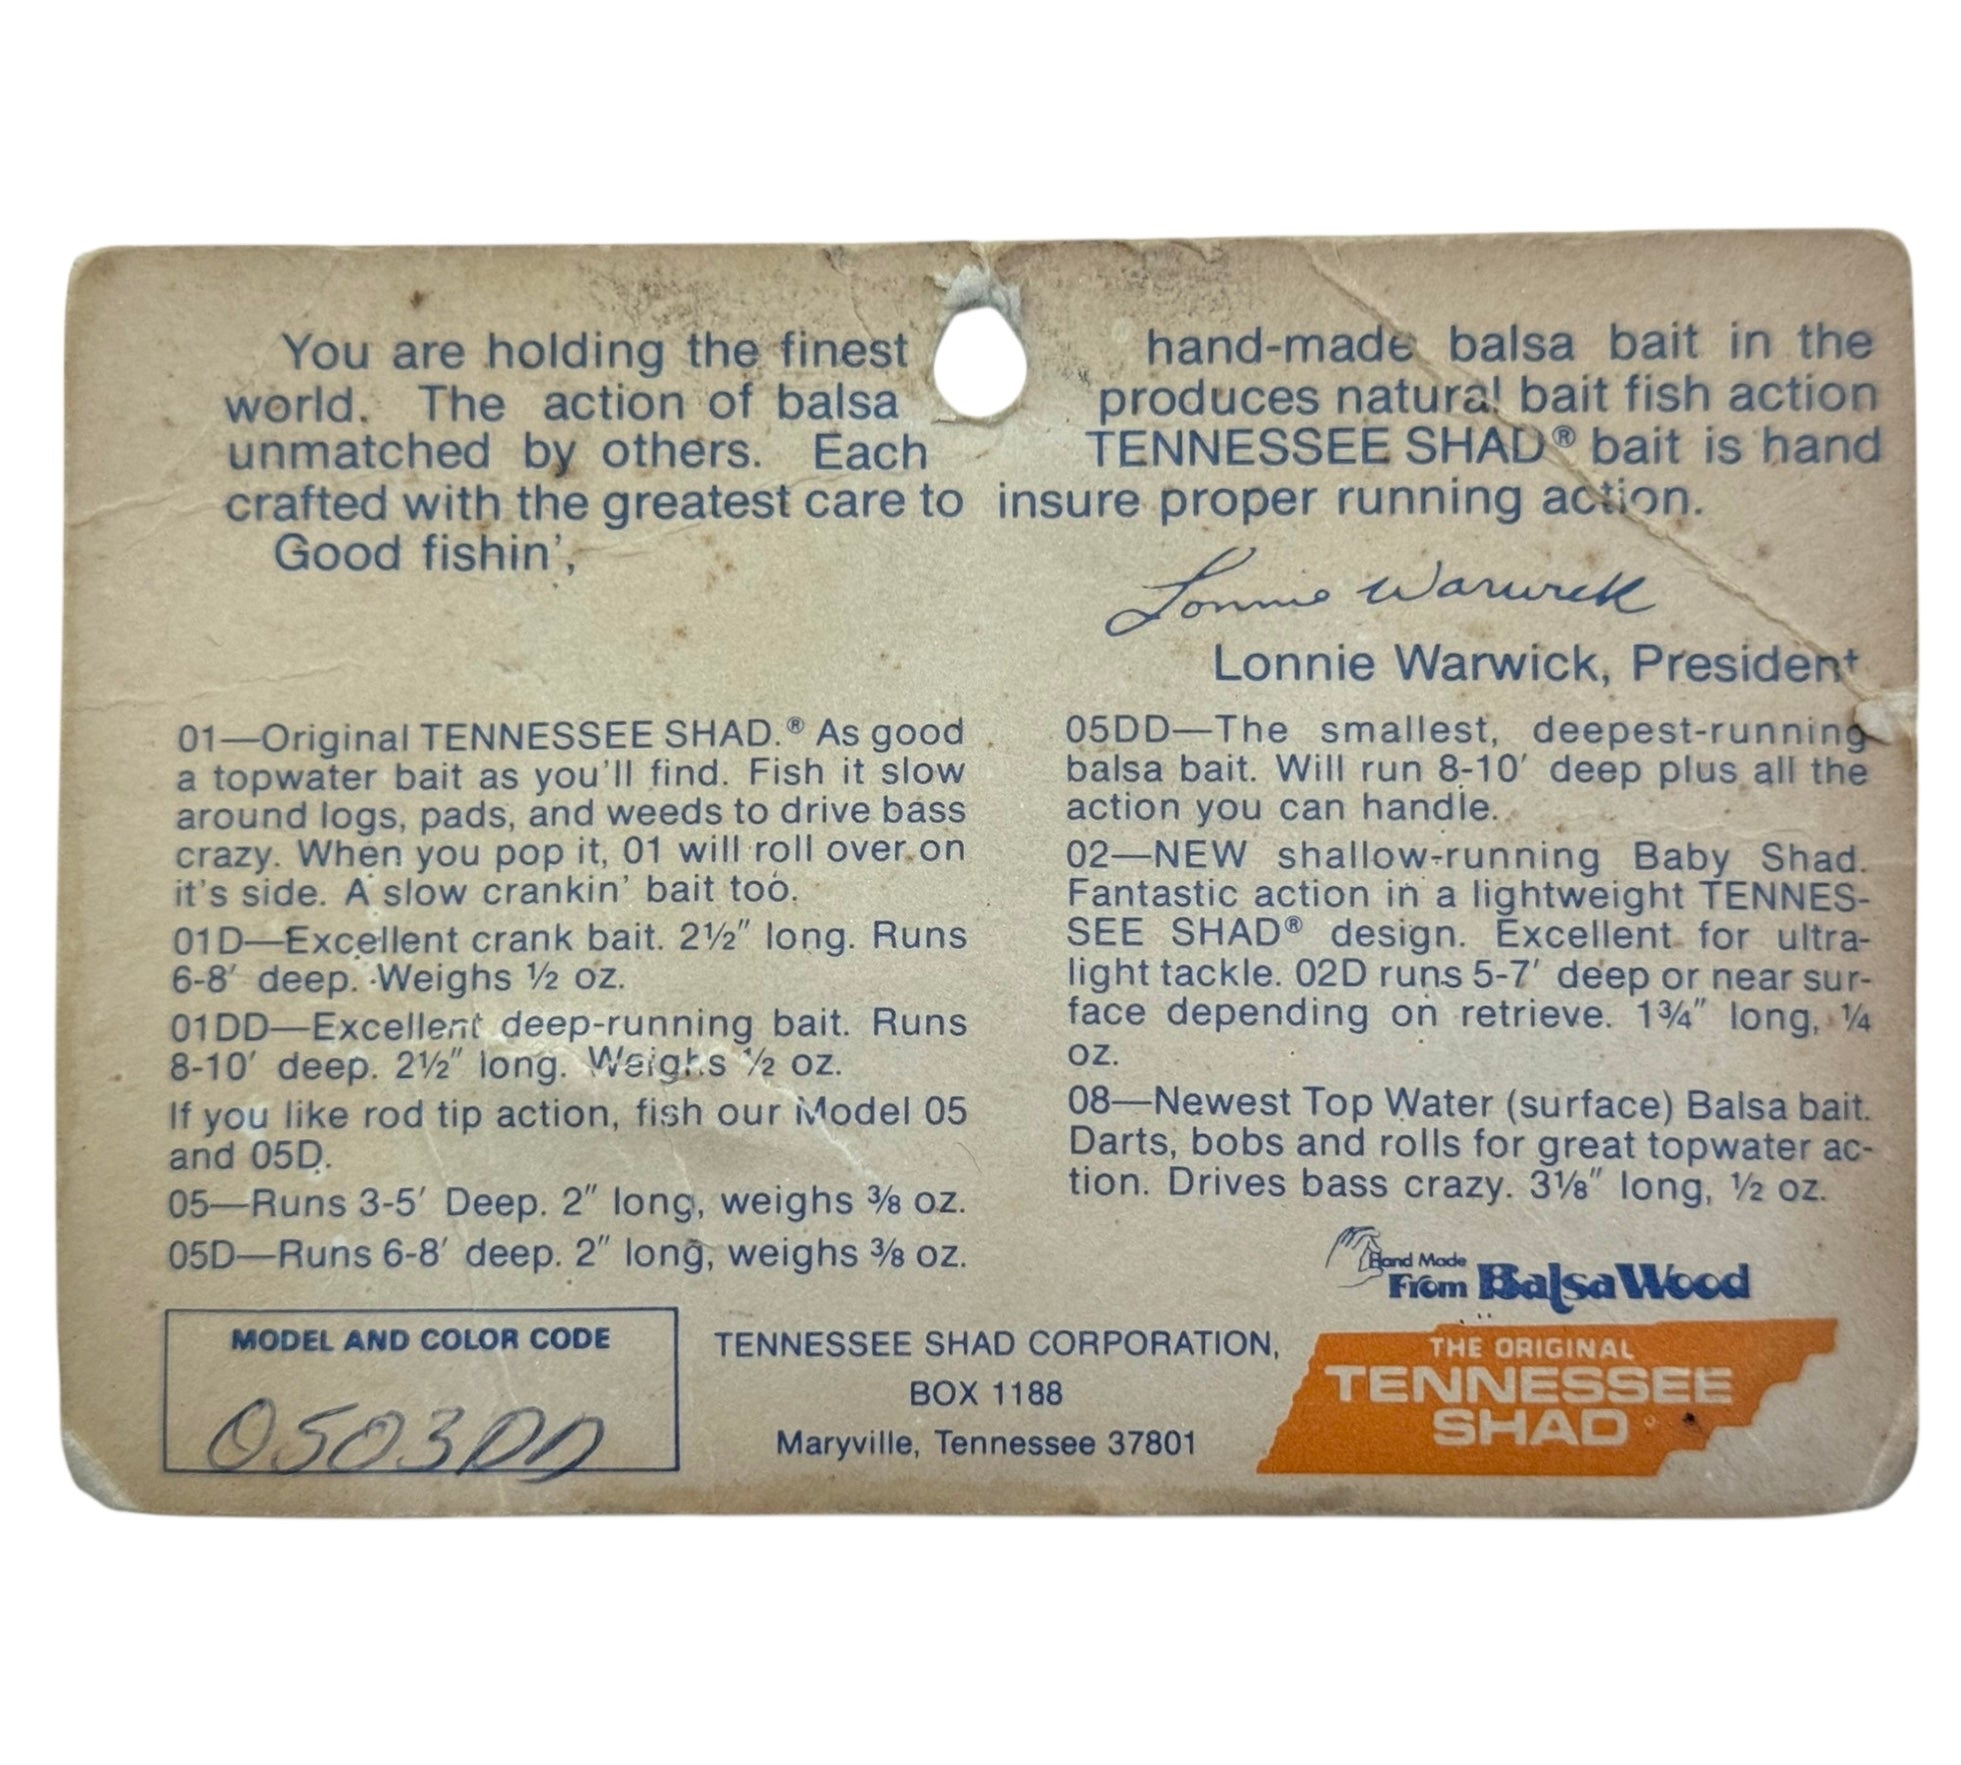 You are holding the finest hand-made balsa bait in the
world. The action of balsa produces natural bait fish action
unmatched by others. Each TENNESSEE SHAD® bait is hand
crafted with the greatest care to insure proper running action.
Good fishin',
Lonnie Warwick
Lonnie Warwick, President
01—Original TENNESSEE SHAD.® As good
a topwater bait as you'll find. Fish it slow
around logs, pads, and weeds to drive bass
crazy. When you pop it, 01 will roll over on
it's side. A slow crankin' bait too.
01D—Excellent crank bait. 2½" long. Runs
6-8' deep. Weighs ½ oz.
01DD—Excellent deep-running bait. Runs
8-10' deep. 2½" long. Weighs ½ oz.
If you like rod tip action, fish our Model 05
and 05D.
05—Runs 3-5' Deep. 2" long, weighs ⅜ oz.
05D—Runs 6-8' deep. 2" long, weighs ⅜ oz.
05DD—The smallest, deepest-running
balsa bait. Will run 8-10' deep plus all the
action you can handle.
02—NEW shallow-running Baby Shad.
Fantastic action in a lightweight TENNES-
SEE SHAD® design. Excellent for ultra-
light tackle. 02D runs 5-7' deep or near sur-
face depending on retrieve. 1¾" long, ¼
oz.
08—Newest Top Water (surface) Balsa bait.
Darts, bobs and rolls for great topwater ac-
tion. Drives bass crazy. 3⅛" long, ½ oz.
Hand Made
From Balsa Wood
MODEL AND COLOR CODE
0503DD
TENNESSEE SHAD CORPORATION,
BOX 1188
Maryville, Tennessee 37801
THE ORIGINAL
TENNESSEE
SHAD